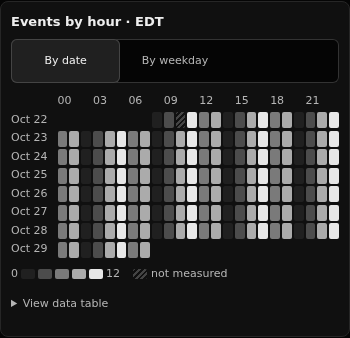 Events by hour · EDT
By date By weekday
00 03 06 09 12 15 18 21
Oct 22
Oct 23
Oct 24
Oct 25
Oct 26
Oct 27
Oct 28
Oct 29
0 12 not measured
▶ View data table